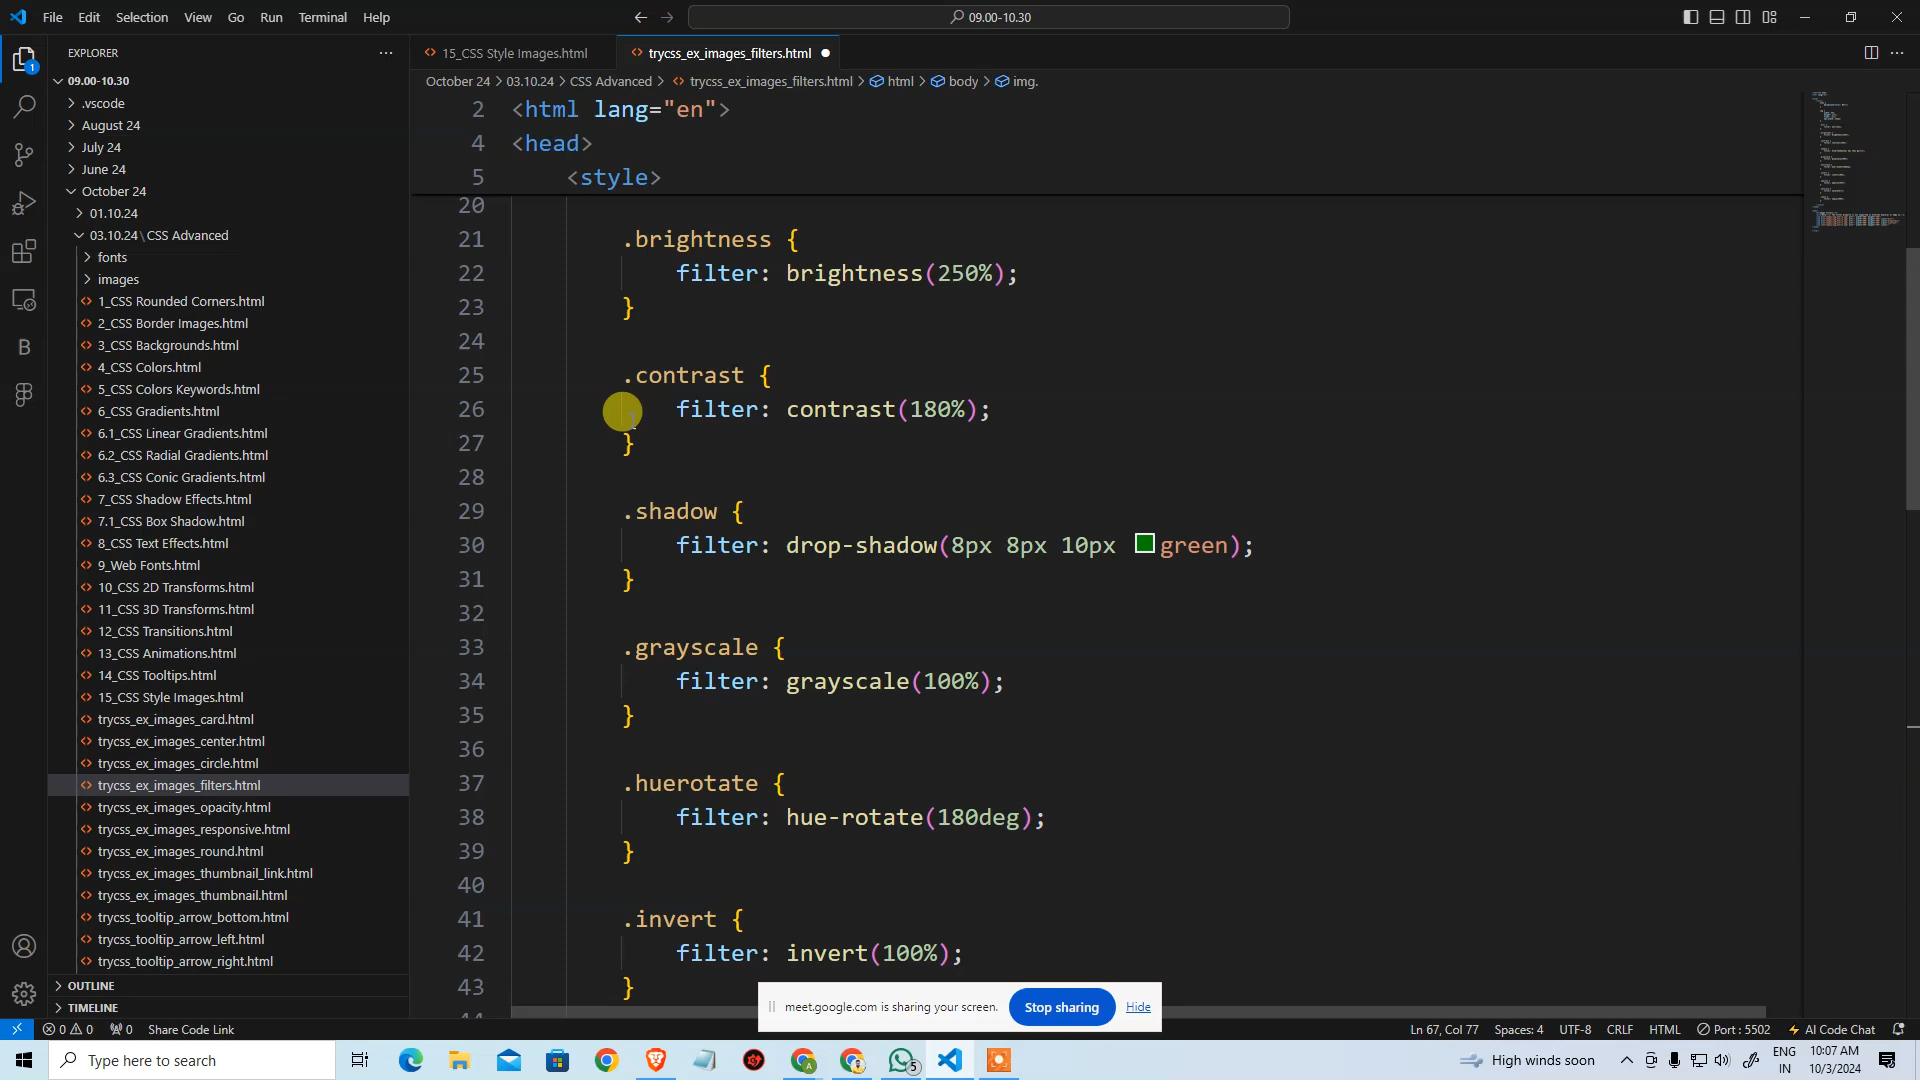 File Edit Selection View Go Run Terminal Help
09.00-10.30
EXPLORER
15_CSS Style Images.html
trycss_ex_images_filters.html
October 24 > 03.10.24 > CSS Advanced > trycss_ex_images_filters.html > html > body > img.
09.00-10.30
.vscode
August 24
July 24
June 24
October 24
01.10.24
03.10.24\CSS Advanced
fonts
images
1_CSS Rounded Corners.html
2_CSS Border Images.html
3_CSS Backgrounds.html
4_CSS Colors.html
5_CSS Colors Keywords.html
6_CSS Gradients.html
6.1_CSS Linear Gradients.html
6.2_CSS Radial Gradients.html
6.3_CSS Conic Gradients.html
7_CSS Shadow Effects.html
7.1_CSS Box Shadow.html
8_CSS Text Effects.html
9_Web Fonts.html
10_CSS 2D Transforms.html
11_CSS 3D Transforms.html
12_CSS Transitions.html
13_CSS Animations.html
14_CSS Tooltips.html
15_CSS Style Images.html
trycss_ex_images_card.html
trycss_ex_images_center.html
trycss_ex_images_circle.html
trycss_ex_images_filters.html
trycss_ex_images_opacity.html
trycss_ex_images_responsive.html
trycss_ex_images_round.html
trycss_ex_images_thumbnail_link.html
trycss_ex_images_thumbnail.html
trycss_tooltip_arrow_bottom.html
trycss_tooltip_arrow_left.html
trycss_tooltip_arrow_right.html
OUTLINE
TIMELINE
2 <html lang="en">
4 <head>
5 <style>
20
21 .brightness {
22 filter: brightness(250%);
23 }
24
25 .contrast {
26 filter: contrast(180%);
27 }
28
29 .shadow {
30 filter: drop-shadow(8px 8px 10px green);
31 }
32
33 .grayscale {
34 filter: grayscale(100%);
35 }
36
37 .huerotate {
38 filter: hue-rotate(180deg);
39 }
40
41 .invert {
42 filter: invert(100%);
43 }
meet.google.com is sharing your screen. Stop sharing Hide
0 0 0 Share Code Link
Ln 67, Col 77 Spaces: 4 UTF-8 CRLF HTML Port : 5502 AI Code Chat
Type here to search
5
High winds soon
ENG
IN
10:07 AM
10/3/2024